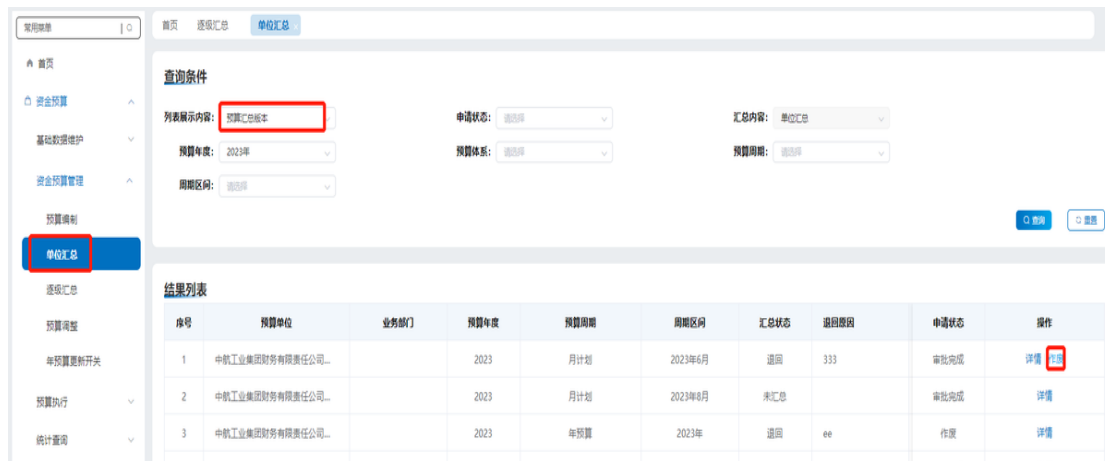 常用菜单
首页 逐级汇总 单位汇总
首页
资金预算
基础数据维护
资金预算管理
预算编制
单位汇总
逐级汇总
预算调整
年预算更新开关
预算执行
统计查询
查询条件
列表展示内容: 预算汇总版本 申请状态: 请选择 汇总内容: 单位汇总
预算年度: 2023年 预算体系: 请选择 预算周期: 请选择
周期区间: 请选择
查询 重置
结果列表
序号 预算单位 业务部门 预算年度 预算周期 周期区间 汇总状态 退回原因 申请状态 操作
1 中航工业集团财务有限责任公司... 2023 月计划 2023年6月 退回 333 审批完成 详情 作废
2 中航工业集团财务有限责任公司... 2023 月计划 2023年8月 未汇总 审批完成 详情
3 中航工业集团财务有限责任公司... 2023 年预算 2023年 退回 ee 作废 详情